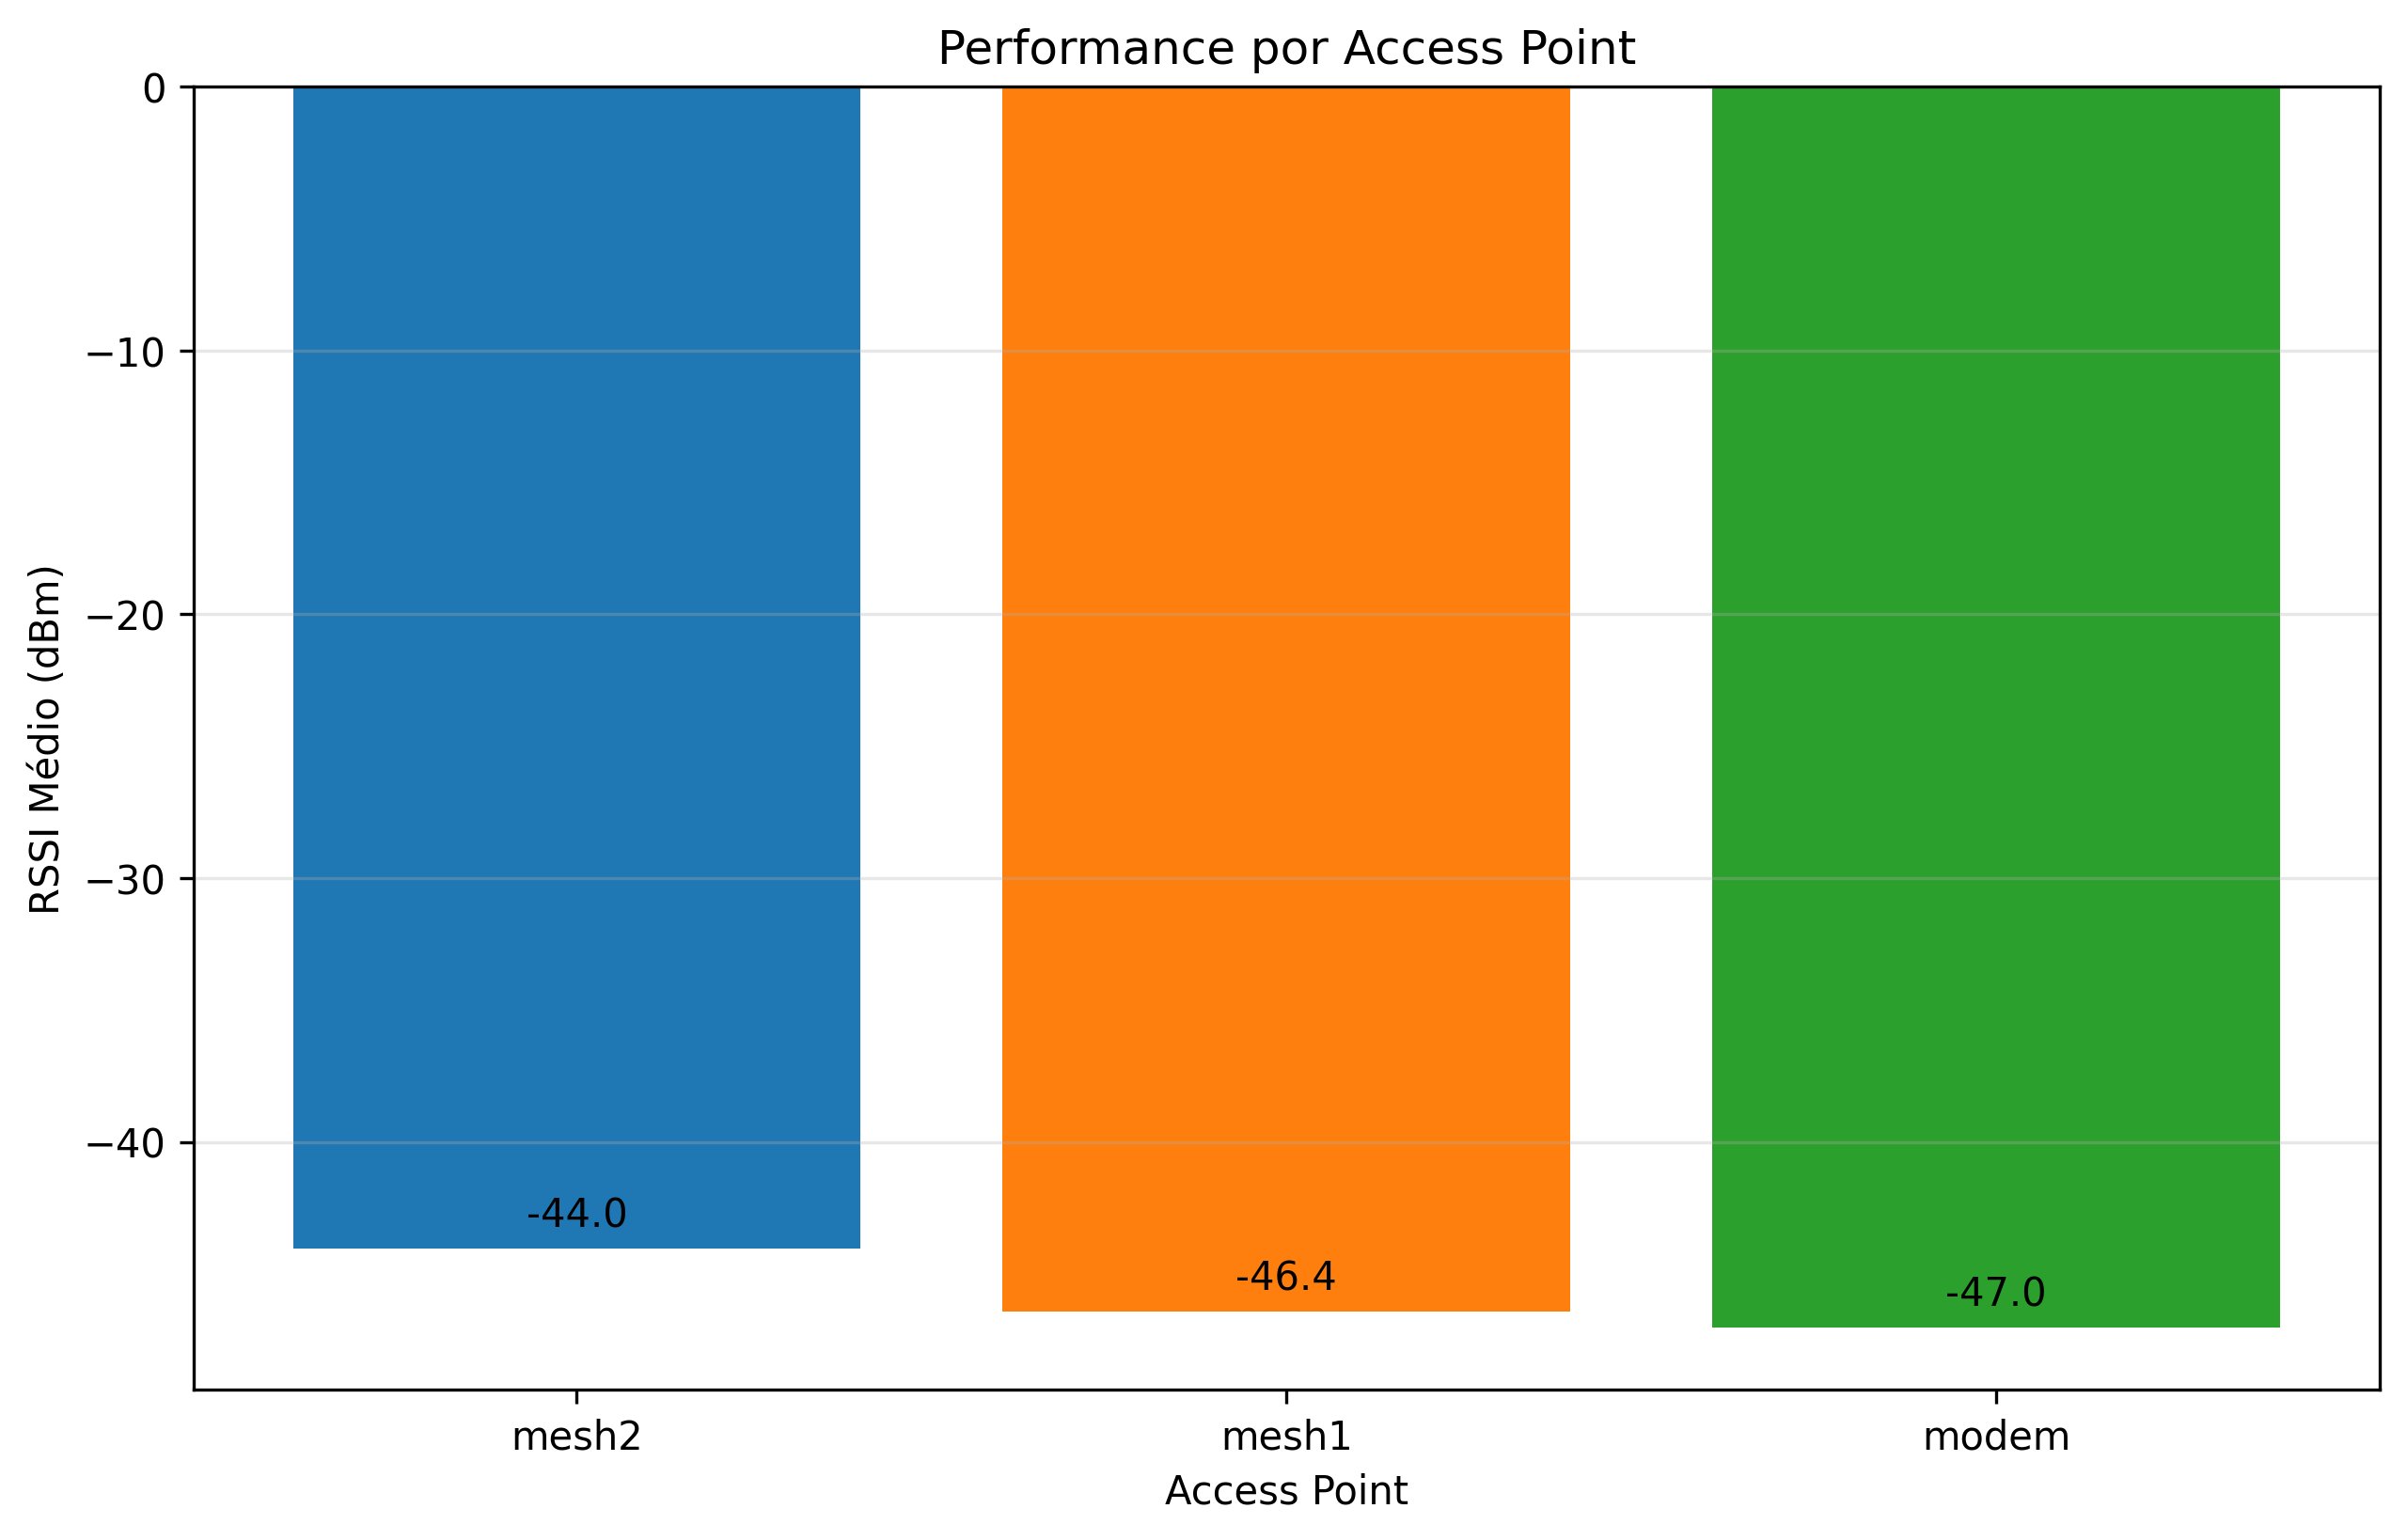 Performance por Access Point
0
−10
−20
−30
−40
RSSI Médio (dBm)
-44.0
-46.4
-47.0
mesh2
mesh1
modem
Access Point